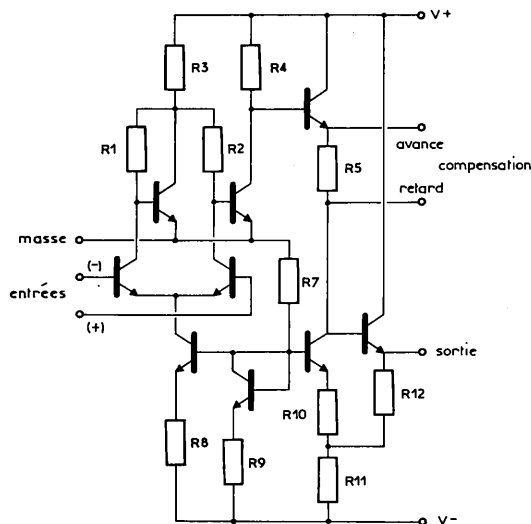 V+
R3
R4
R1
R2
avance
compensation
R5
retard
masse
(-)
R7
entrées
(+)
sortie
R12
R10
R8
R9
R11
V-